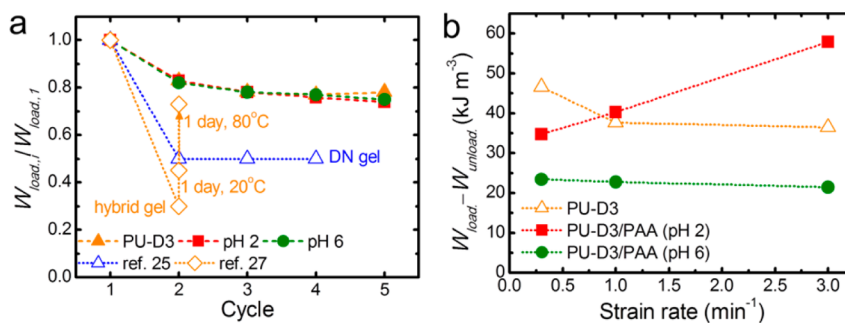 a
W_load,i/W_load,1
1.0
0.8
0.6
0.4
0.2
0.0
1 day, 80°C
DN gel
1 day, 20°C
hybrid gel
PU-D3 pH 2 pH 6
ref. 25 ref. 27
1 2 3 4 5
Cycle
b
W_load.–W_unload. (kJ m⁻³)
60
50
40
30
20
10
0
PU-D3
PU-D3/PAA (pH 2)
PU-D3/PAA (pH 6)
0.0 0.5 1.0 1.5 2.0 2.5 3.0
Strain rate (min⁻¹)